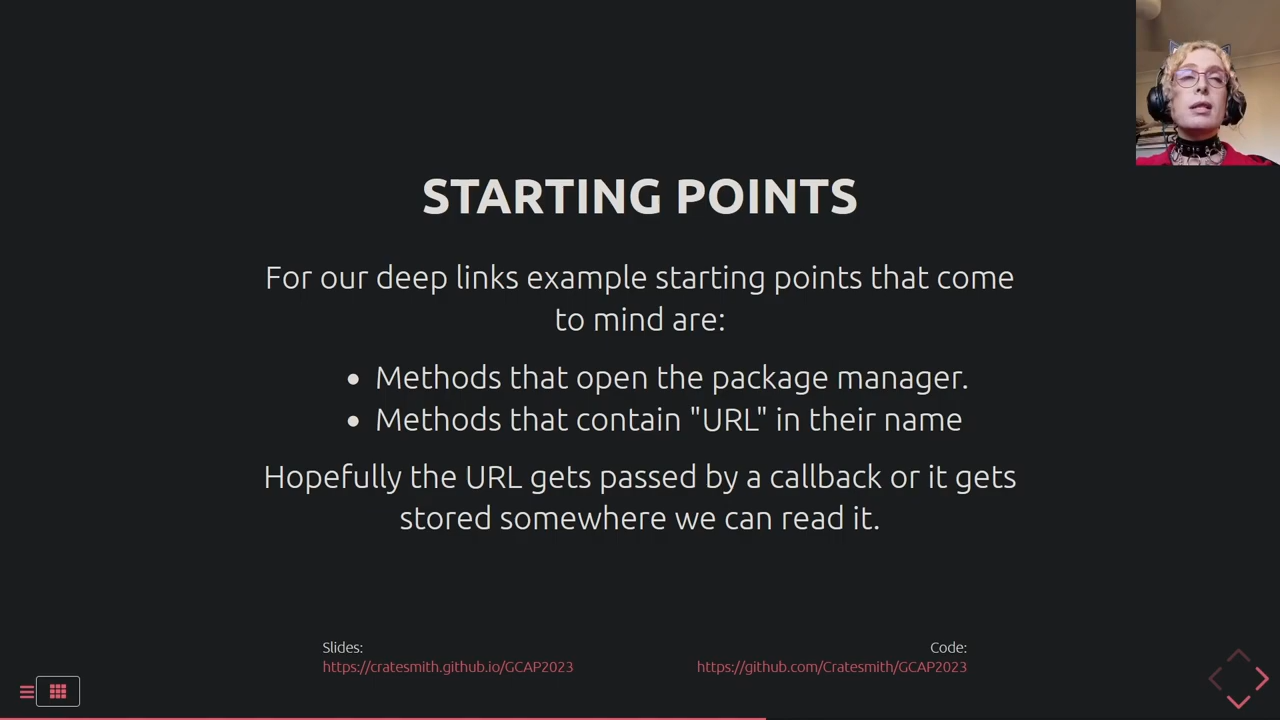 STARTING POINTS
For our deep links example starting points that come
to mind are:
Methods that open the package manager.
Methods that contain "URL" in their name
Hopefully the URL gets passed by a callback or it gets
stored somewhere we can read it.
Slides:
https://cratesmith.github.io/GCAP2023
Code:
https://github.com/Cratesmith/GCAP2023